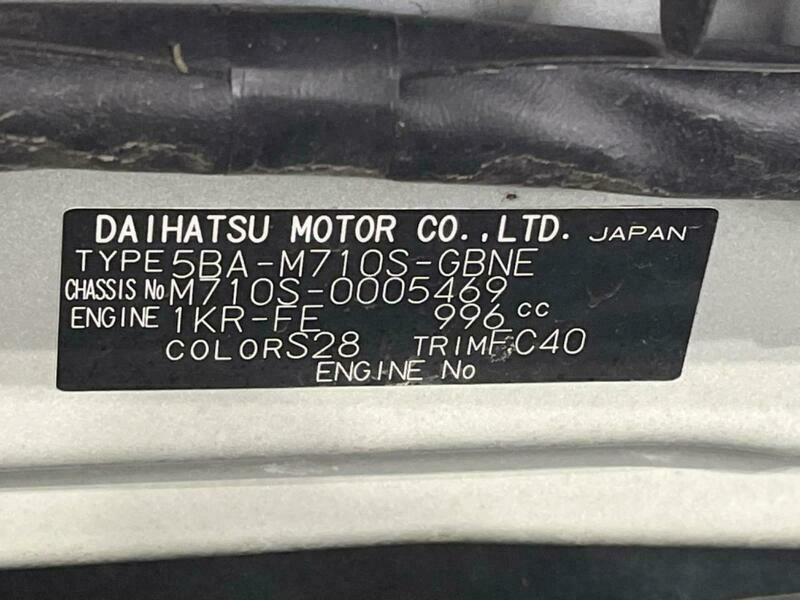 DAIHATSU MOTOR CO.,LTD. JAPAN
TYPE 5BA-M710S-GBNE
CHASSIS No M710S-0005469
ENGINE 1KR-FE 996 cc
COLOR S28 TRIM FC40
ENGINE No